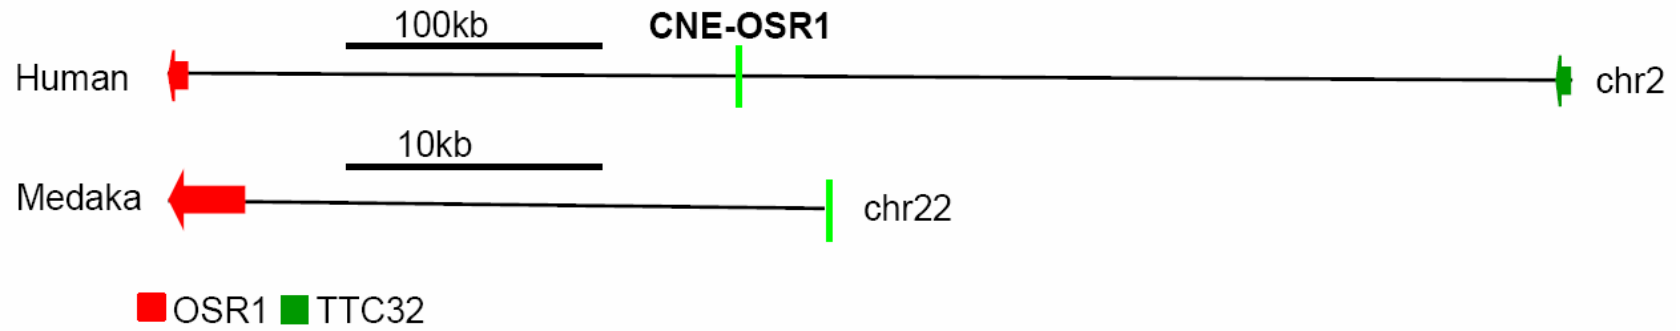 100kb CNE-OSR1
Human chr2
10kb
Medaka chr22
OSR1 TTC32